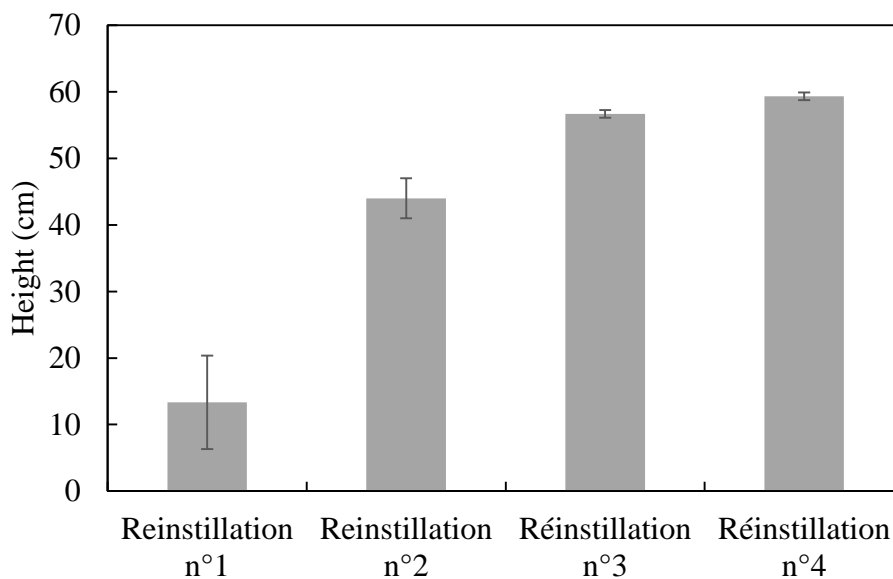 70
60
50
40
30
20
10
0
Height (cm)
Reinstillation
n°1
Reinstillation
n°2
Réinstillation
n°3
Réinstillation
n°4